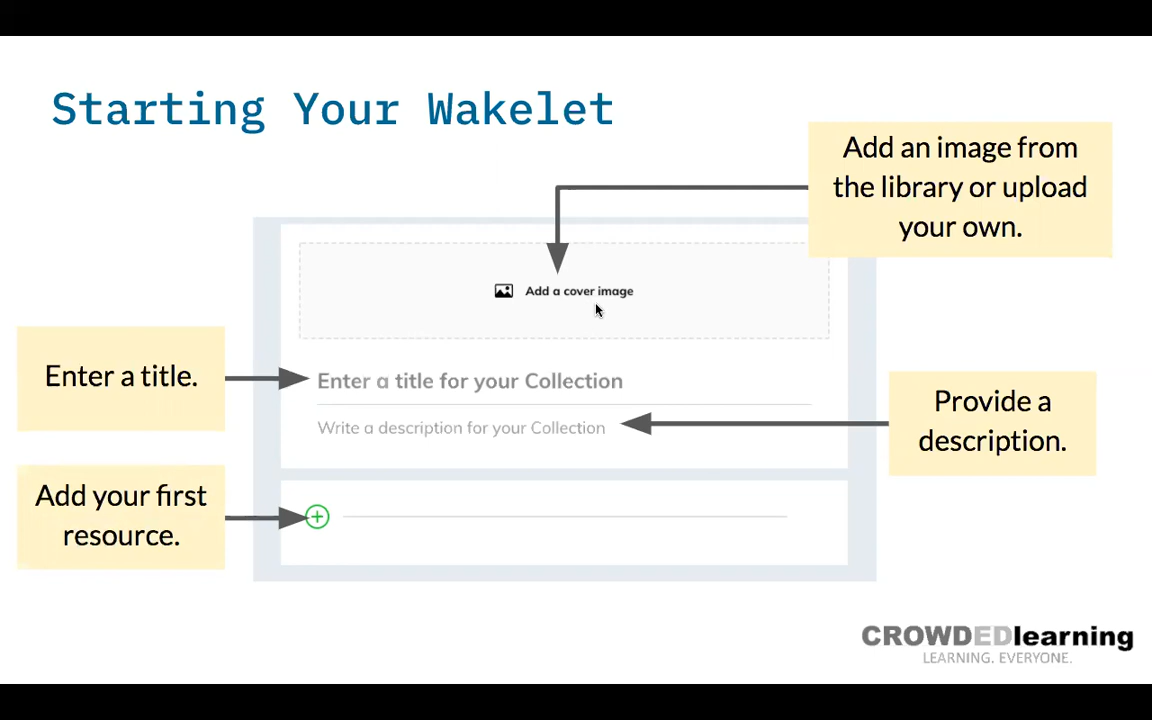 Starting Your Wakelet
Add an image from
the library or upload
your own.
Add a cover image
Enter a title.
Enter a title for your Collection
Provide a
description.
Write a description for your Collection
Add your first
resource.
CROWDEDlearning
LEARNING. EVERYONE.